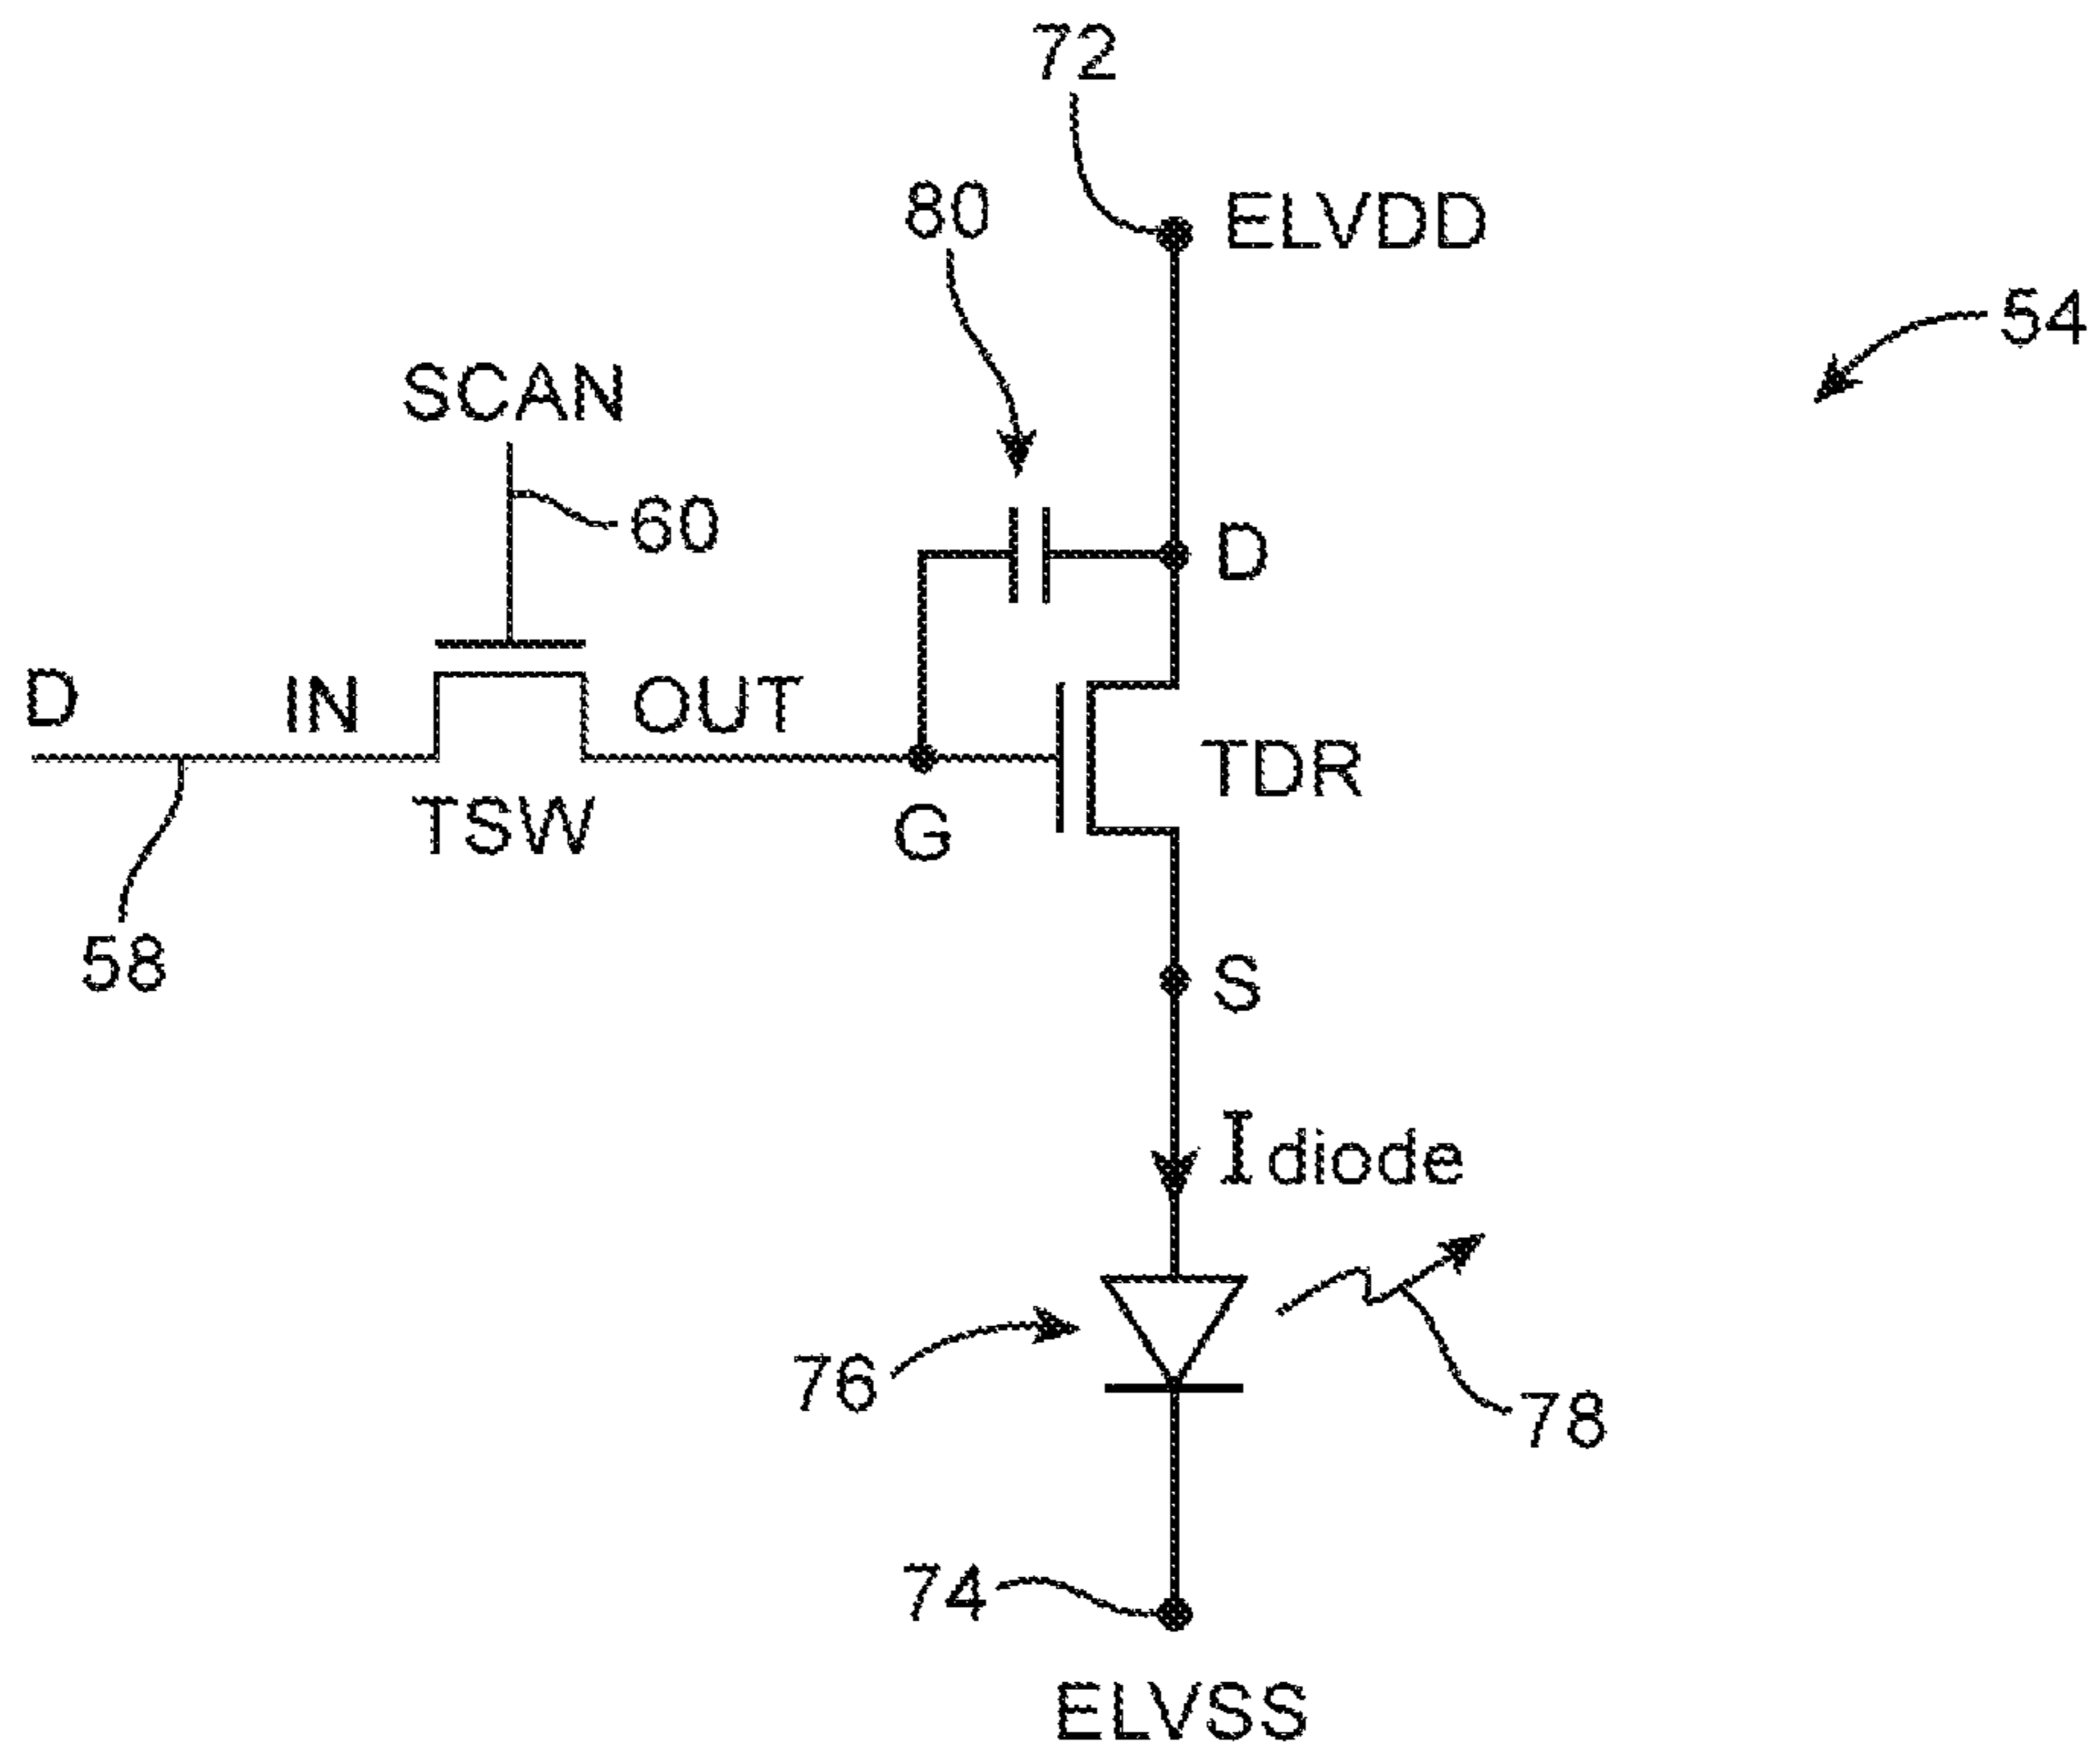 72
80
ELVDD
54
SCAN
60
D
D
IN
OUT
TDR
TSW
G
58
S
Idiode
76
78
74
ELVSS